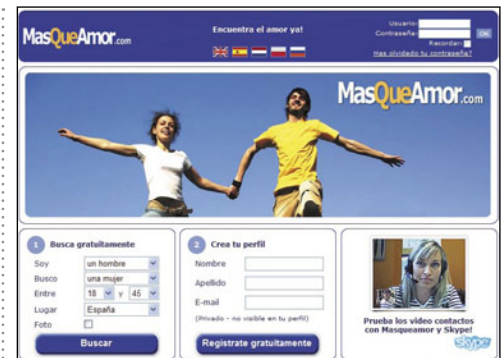 MasQueAmor.com
Encuentra el amor ya!
Usuario:
Contraseña:
OK
Recordar:
Has olvidado tu contraseña?
MasQueAmor.com
1 Busca gratuitamente
Soy un hombre
Busco una mujer
Entre 18 y 45
Lugar España
Foto
Buscar
2 Crea tu perfil
Nombre
Apellido
E-mail
(Privado - no visible en tu perfil)
Registrate gratuitamente
Prueba los video contactos
con Masqueamor y Skype!
skype